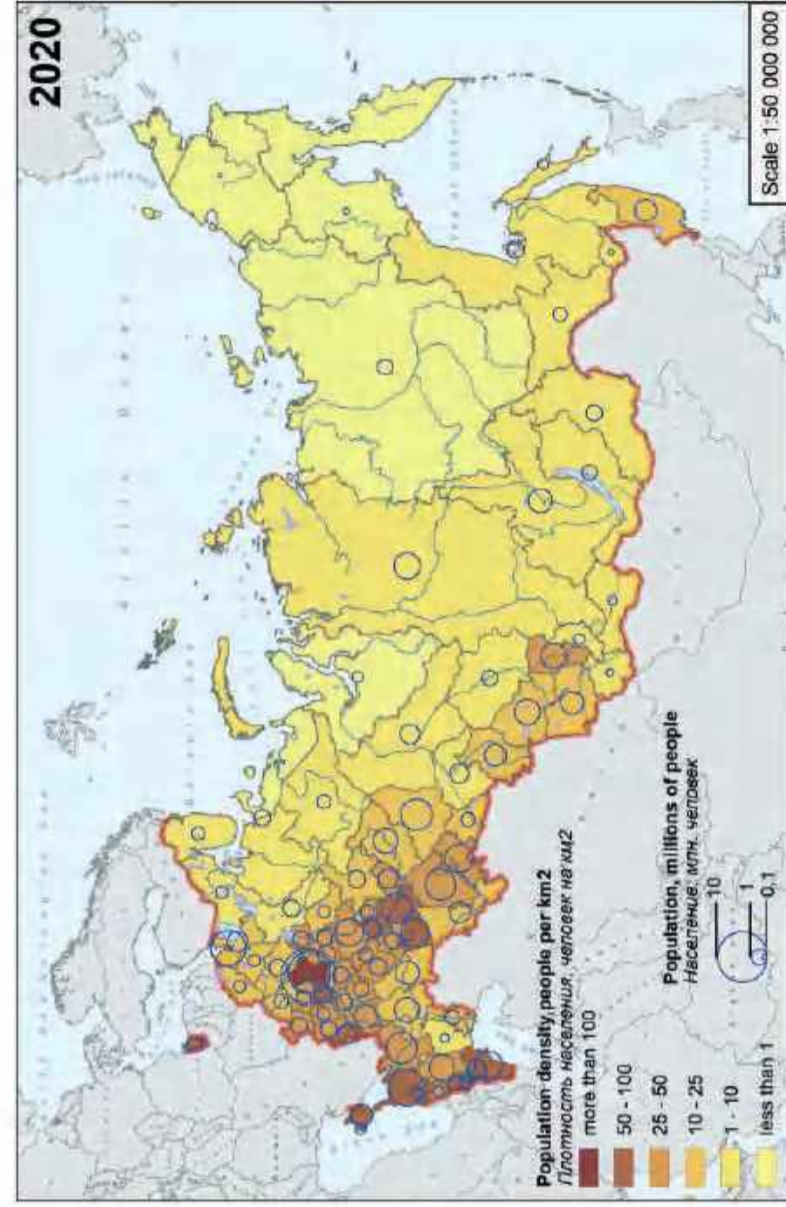 2020
Population density, people per km2
Плотность населения, человек на км2
more than 100
50 - 100
25 - 50
10 - 25
1 - 10
less than 1
Population, millions of people
Население, млн. человек
10
1
0,1
Scale 1:50 000 000